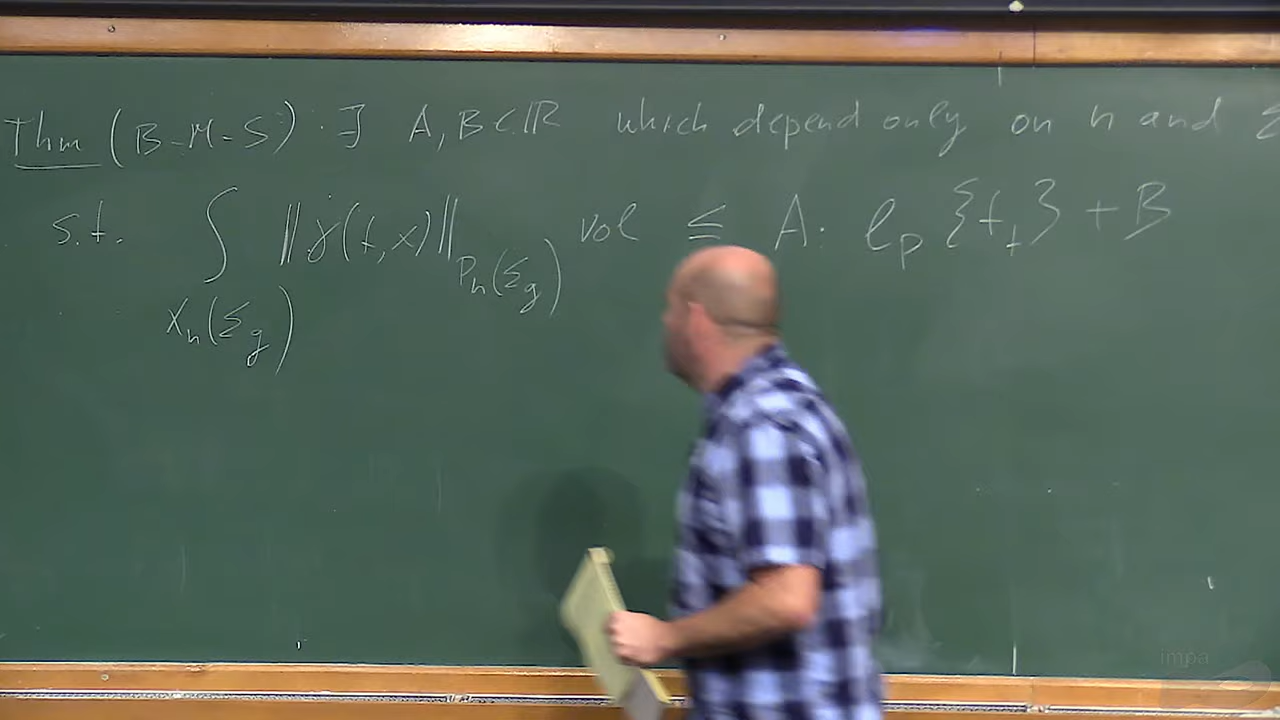 Thm (B-M-S). ∃ A, B ∈ ℝ which depend only on n and Σ
s.t. ∫ ‖γ(f,x)‖ vol ≤ A· ℓ_p {f_t} + B
P_n(Σ_g)
X_n(Σ_g)
impa